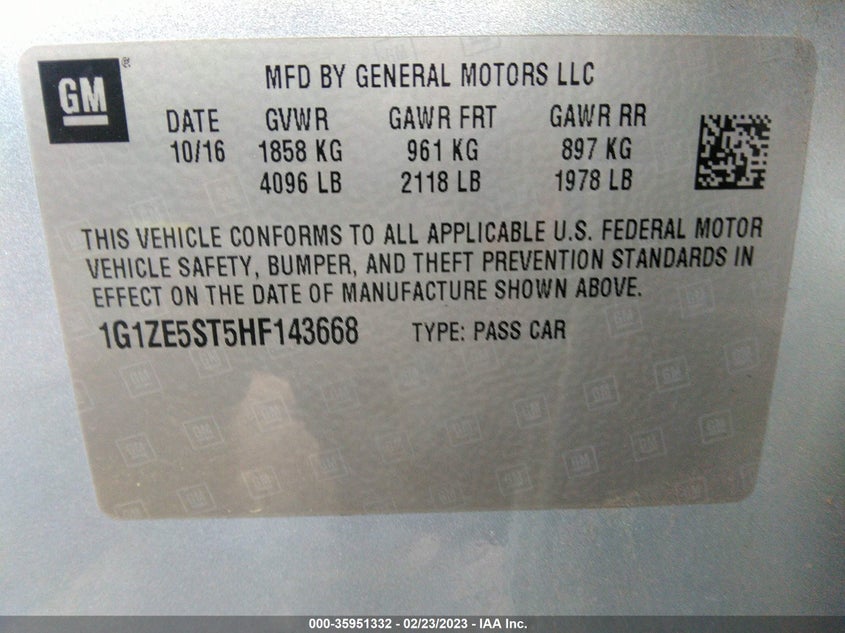 GM ®
MFD BY GENERAL MOTORS LLC
DATE GVWR GAWR FRT GAWR RR
10/16 1858 KG 961 KG 897 KG
4096 LB 2118 LB 1978 LB
THIS VEHICLE CONFORMS TO ALL APPLICABLE U.S. FEDERAL MOTOR
VEHICLE SAFETY, BUMPER, AND THEFT PREVENTION STANDARDS IN
EFFECT ON THE DATE OF MANUFACTURE SHOWN ABOVE.
1G1ZE5ST5HF143668 TYPE: PASS CAR
000-35951332 - 02/23/2023 - IAA Inc.